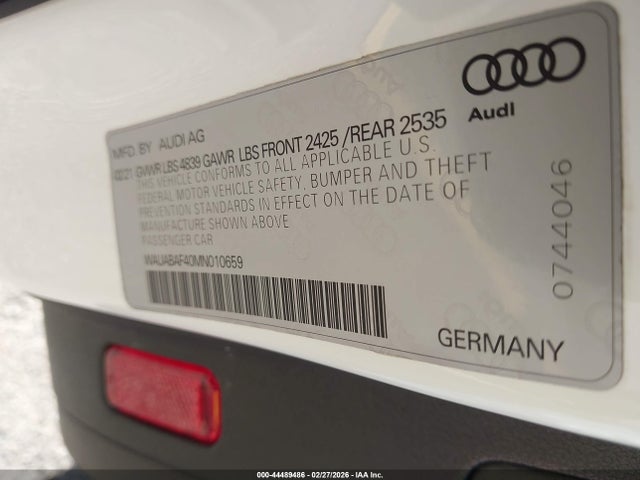 Audi
MFD. BY AUDI AG
02/21 GVWR LBS 4839 GAWR LBS FRONT 2425 /REAR 2535
THIS VEHICLE CONFORMS TO ALL APPLICABLE U.S.
FEDERAL MOTOR VEHICLE SAFETY, BUMPER AND THEFT
PREVENTION STANDARDS IN EFFECT ON THE DATE OF
MANUFACTURE SHOWN ABOVE
PASSENGER CAR
WAUABAF40MN010659
GERMANY
0744046
000-44489486 | 02/27/2026 | IAA Inc.